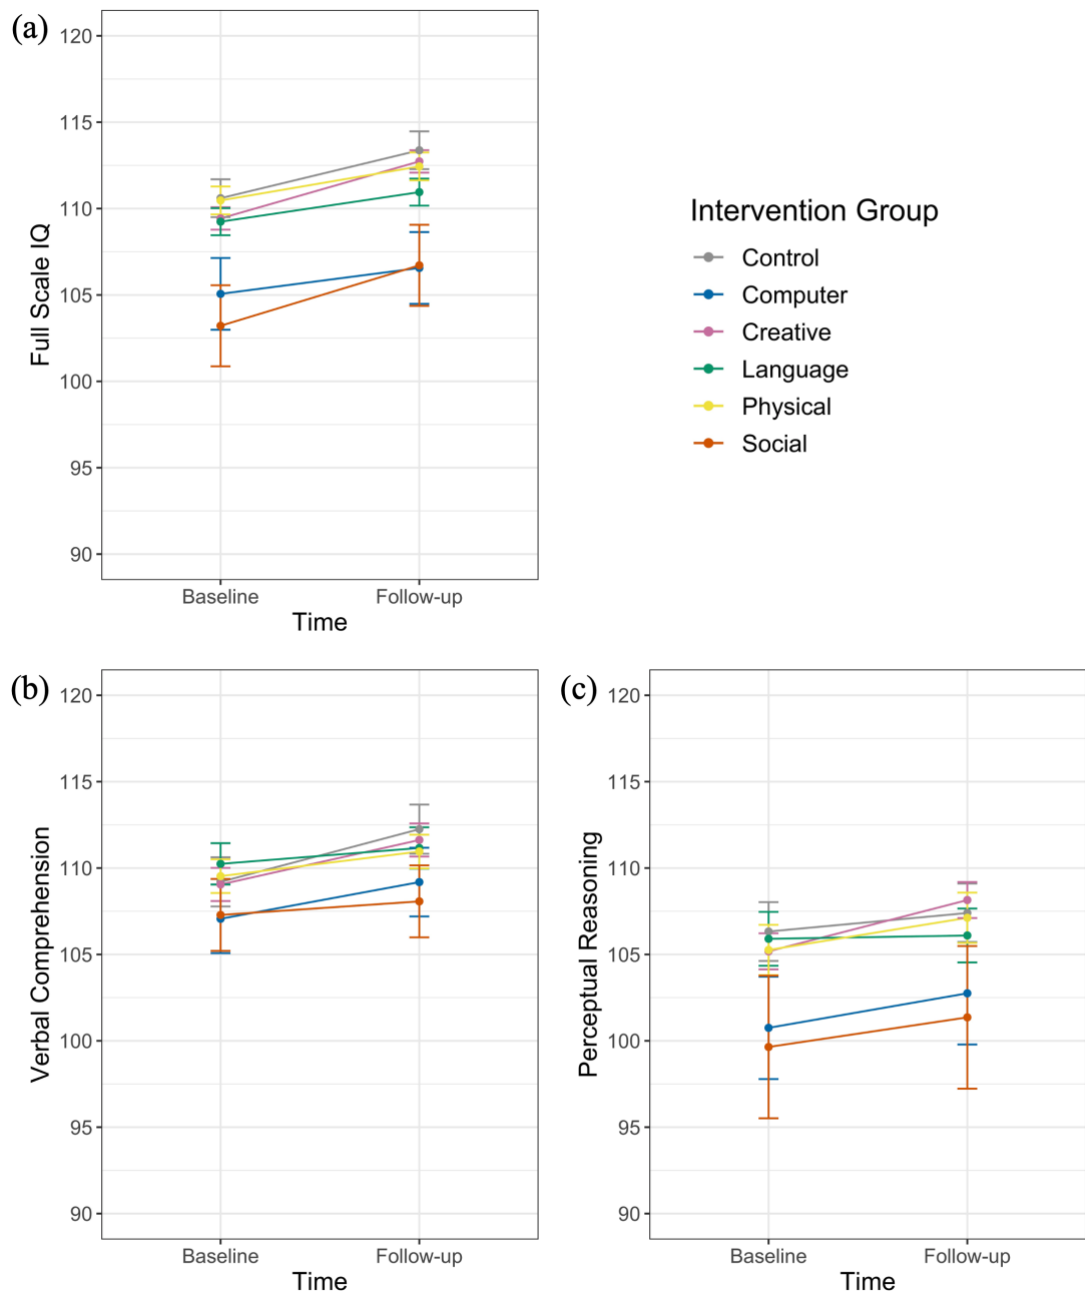 (a)
120
115
110
105
100
95
90
Full Scale IQ
Baseline Follow-up
Time
Intervention Group
Control
Computer
Creative
Language
Physical
Social
(b)
120
115
110
105
100
95
90
Verbal Comprehension
Baseline Follow-up
Time
(c)
120
115
110
105
100
95
90
Perceptual Reasoning
Baseline Follow-up
Time